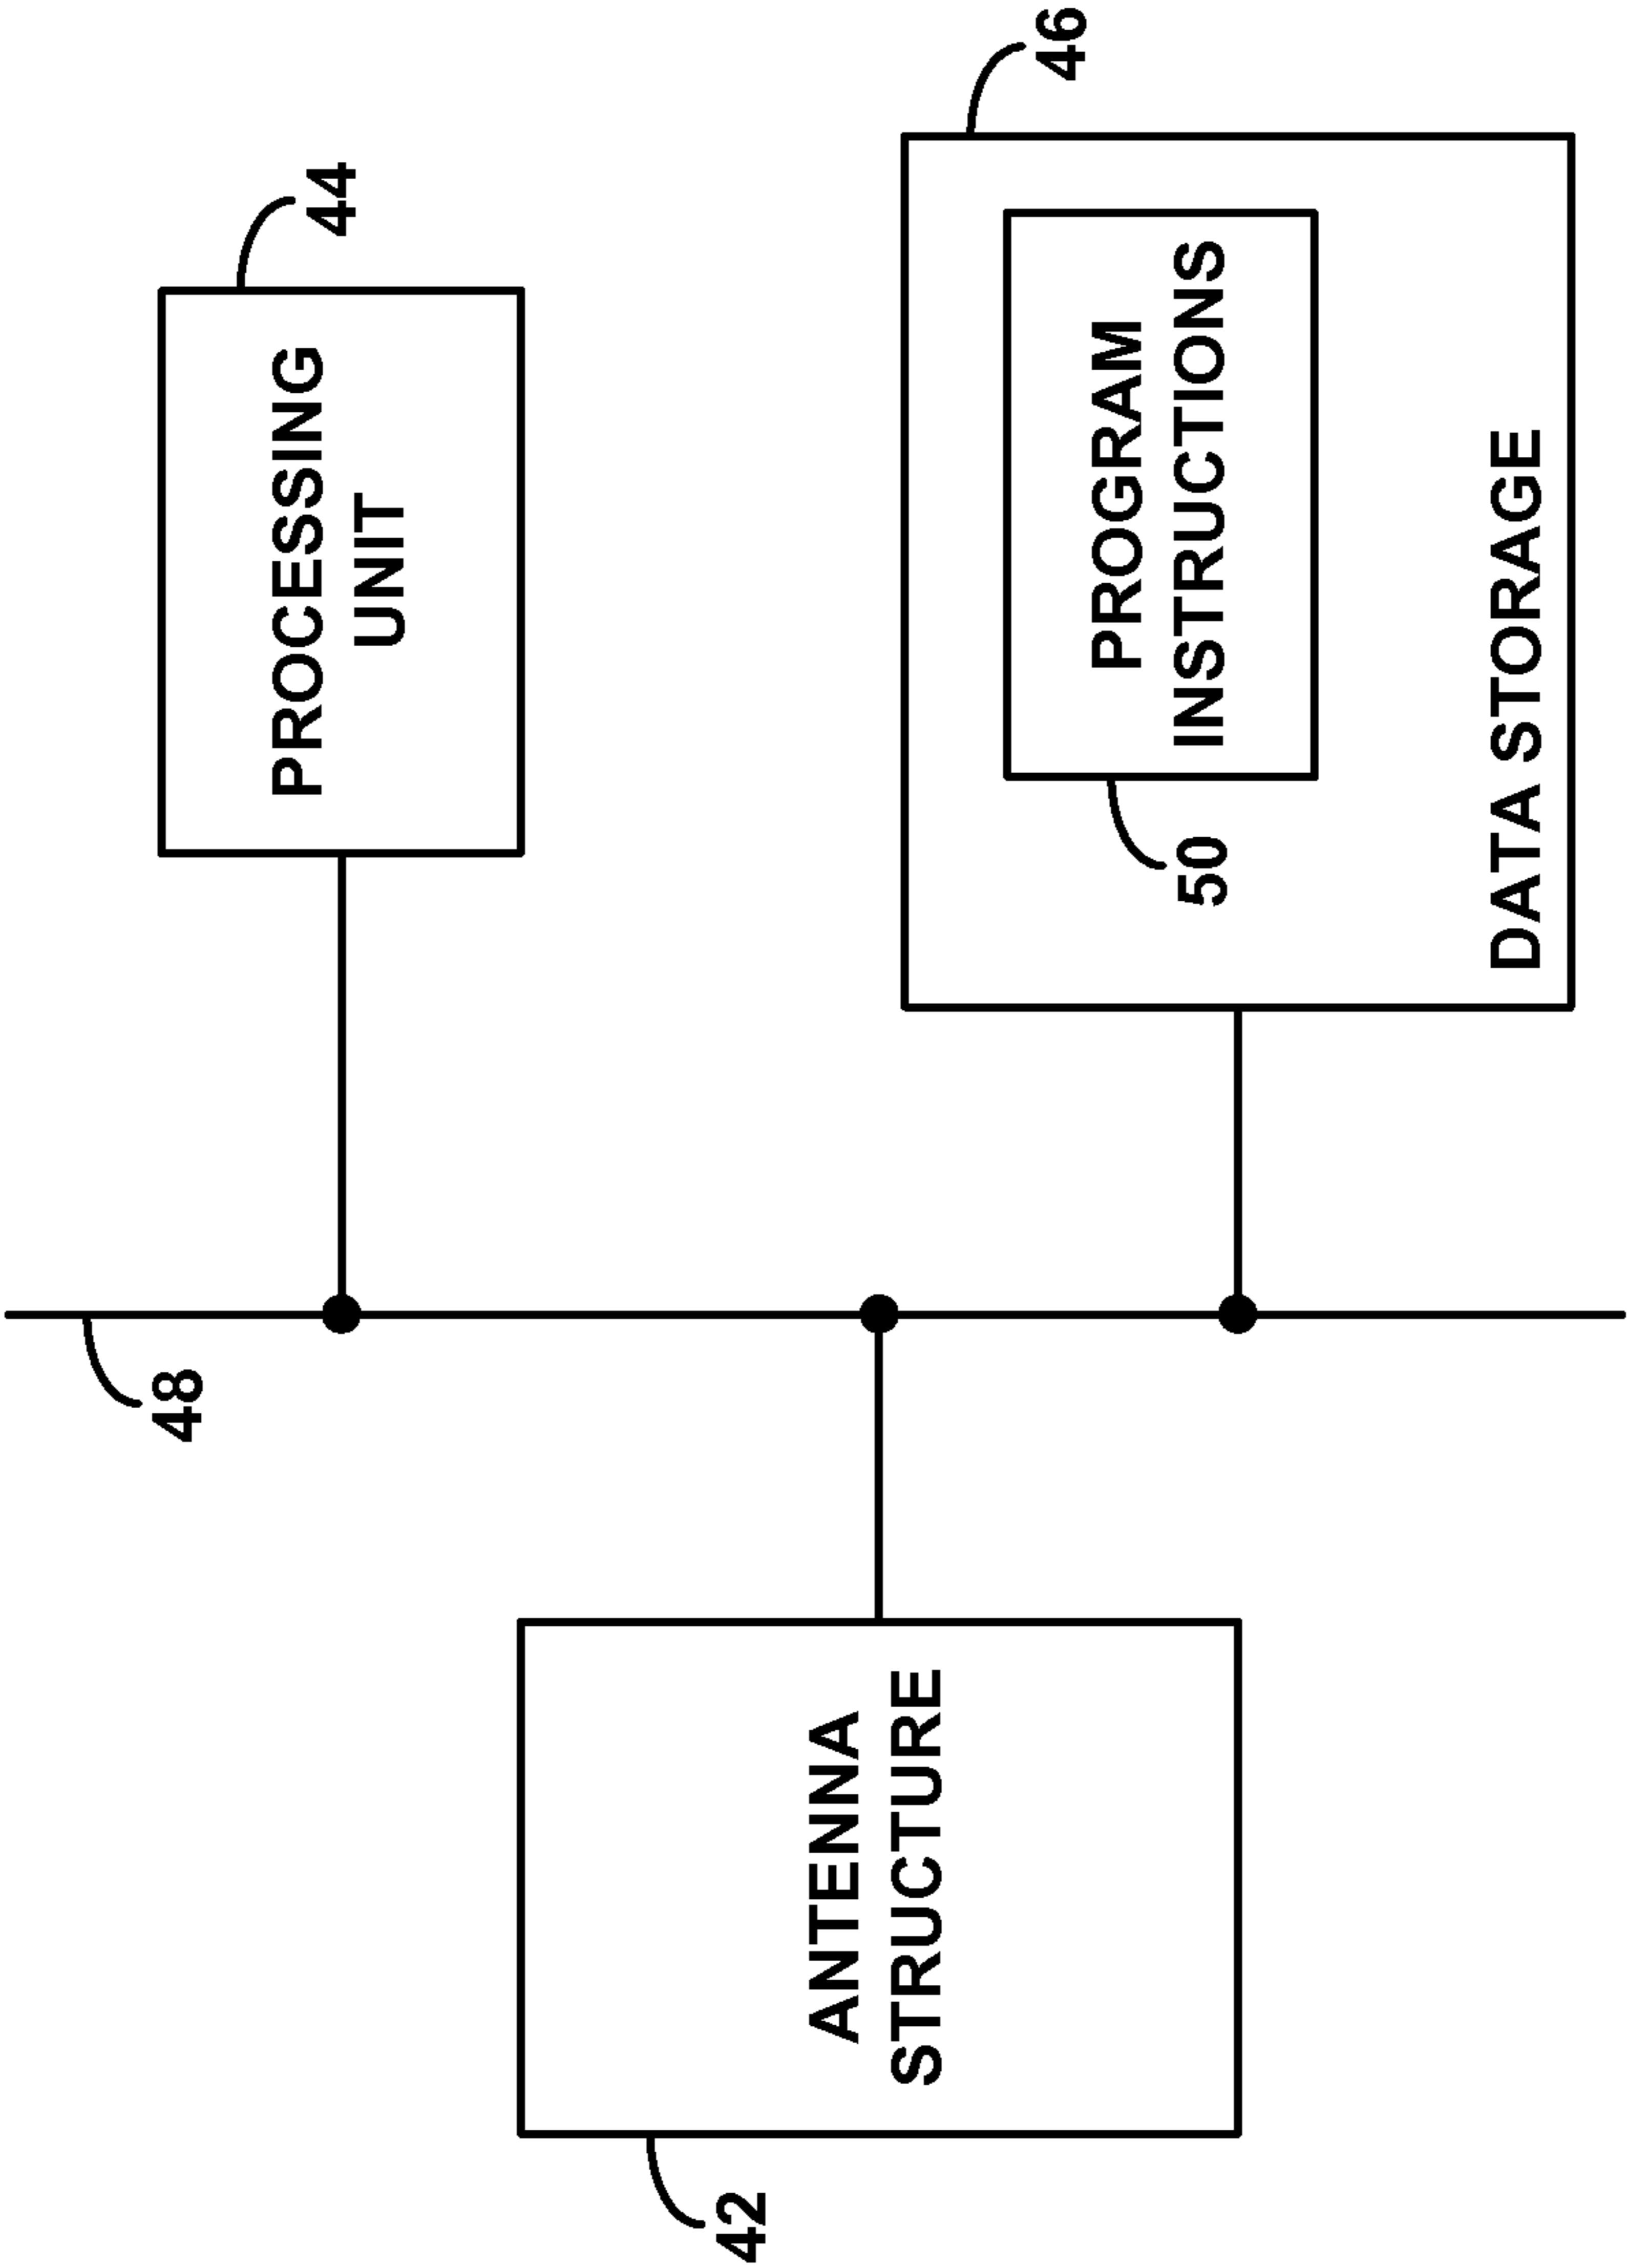 42
ANTENNA
STRUCTURE
48
PROCESSING
UNIT
44
50
PROGRAM
INSTRUCTIONS
DATA STORAGE
46